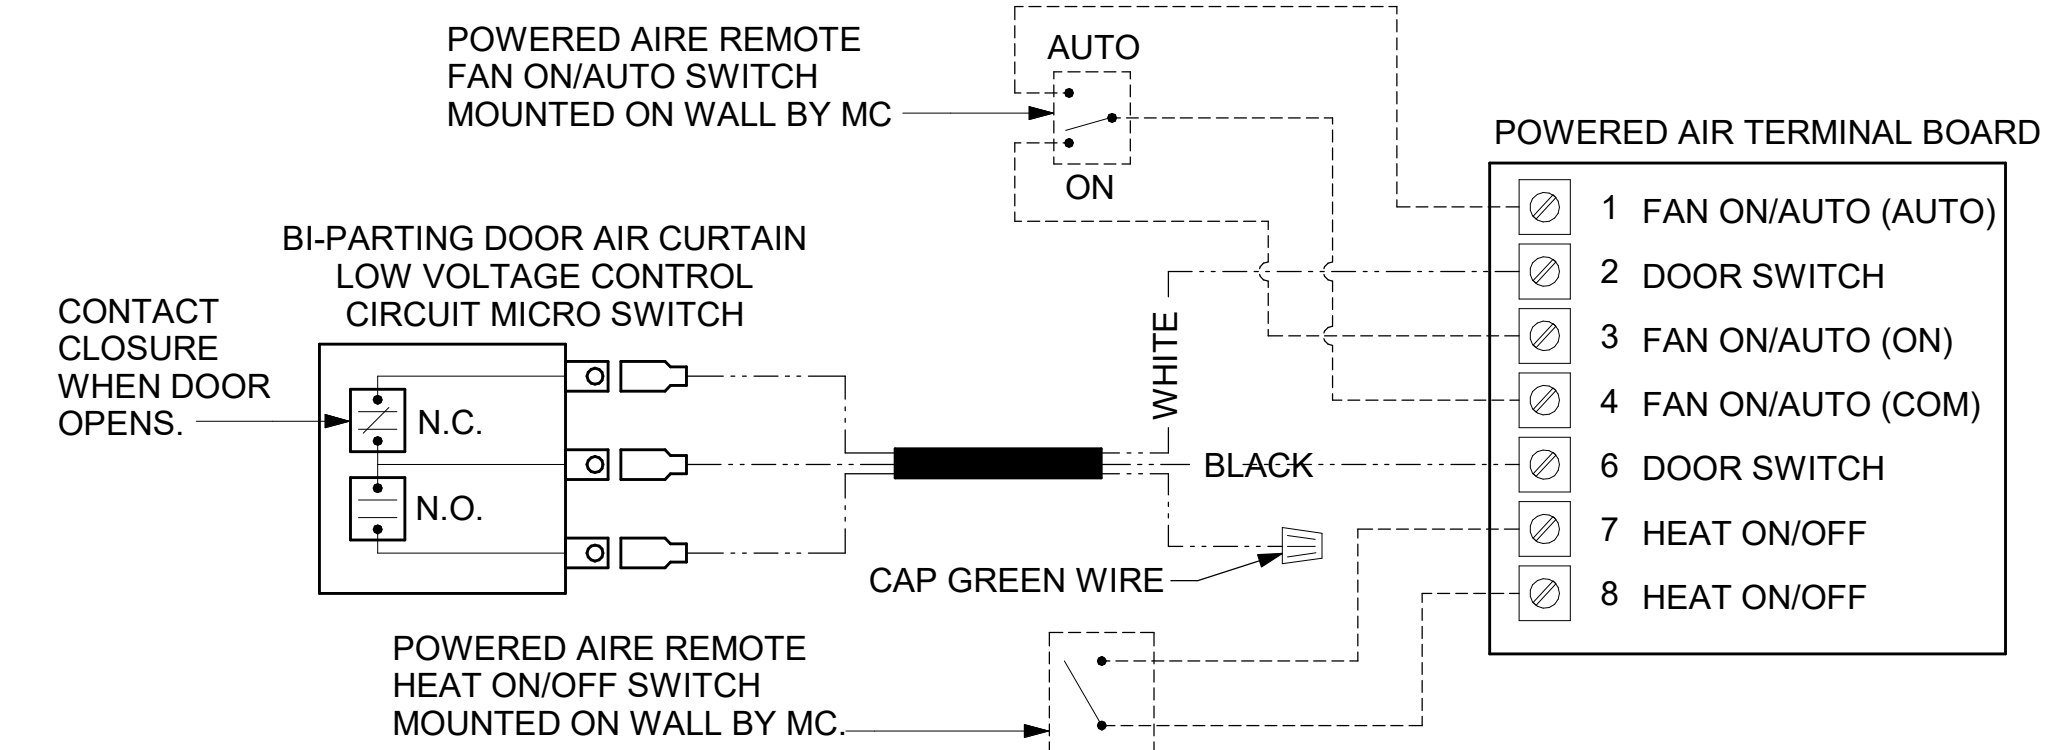 POWERED AIRE REMOTE
FAN ON/AUTO SWITCH
MOUNTED ON WALL BY MC
AUTO
ON
POWERED AIR TERMINAL BOARD
1 FAN ON/AUTO (AUTO)
2 DOOR SWITCH
3 FAN ON/AUTO (ON)
4 FAN ON/AUTO (COM)
6 DOOR SWITCH
7 HEAT ON/OFF
8 HEAT ON/OFF
BI-PARTING DOOR AIR CURTAIN
LOW VOLTAGE CONTROL
CIRCUIT MICRO SWITCH
CONTACT
CLOSURE
WHEN DOOR
OPENS.
N.C.
N.O.
WHITE
BLACK
CAP GREEN WIRE
POWERED AIRE REMOTE
HEAT ON/OFF SWITCH
MOUNTED ON WALL BY MC.